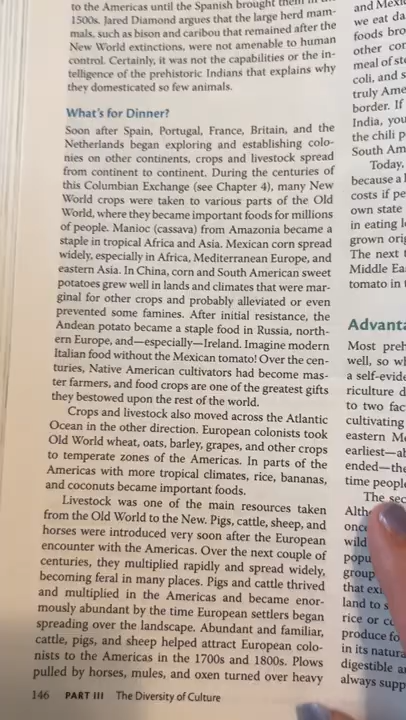 to the Americans until the Spanish brought them in the
1500s. Jared Diamond argues that the large herd mam-
mals, such as bison and caribou that remained after the
New World extinctions, were not amenable to human
control. Certainly, it was not the capabilities or the in-
telligence of the prehistoric Indians that explains why
they domesticated so few animals.
What's for Dinner?
Soon after Spain, Portugal, France, Britain, and the
Netherlands began exploring and establishing colo-
nies on other continents, crops and livestock spread
from continent to continent. During the centuries of
this Columbian Exchange (see Chapter 4), many New
World crops were taken to various parts of the Old
World, where they became important foods for millions
of people. Manioc (cassava) from Amazonia became a
staple in tropical Africa and Asia. Mexican corn spread
widely, especially in Africa, Mediterranean Europe, and
eastern Asia. In China, corn and South American sweet
potatoes grew well in lands and climates that were mar-
ginal for other crops and probably alleviated or even
prevented some famines. After initial resistance, the
Andean potato became a staple food in Russia, north-
ern Europe, and—especially—Ireland. Imagine modern
Italian food without the Mexican tomato! Over the cen-
turies, Native American cultivators had become mas-
ter farmers, and food crops are one of the greatest gifts
they bestowed upon the rest of the world.
Crops and livestock also moved across the Atlantic
Ocean in the other direction. European colonists took
Old World wheat, oats, barley, grapes, and other crops
to temperate zones of the Americas. In parts of the
Americas with more tropical climates, rice, bananas,
and coconuts became important foods.
Livestock was one of the main resources taken
from the Old World to the New. Pigs, cattle, sheep, and
horses were introduced very soon after the European
encounter with the Americas. Over the next couple of
centuries, they multiplied rapidly and spread widely,
becoming feral in many places. Pigs and cattle thrived
and multiplied in the Americas and became enor-
mously abundant by the time European settlers began
spreading over the landscape. Abundant and familiar,
cattle, pigs, and sheep helped attract European colo-
nists to the Americas in the 1700s and 1800s. Plows
pulled by horses, mules, and oxen turned over heavy
146 PART III The Diversity of Culture
we eat da
foods bro
other cor
meal of ste
coli, and s
truly Ame
border. If
India, you
the chili p
South Am
Today,
because a l
costs if pe
own state
in eating l
grown orig
The next t
Middle Ea
tomato in t
Advanta
Most preh
well, so wh
a self-evide
riculture d
to two fac
cultivating
eastern Me
earliest—ab
ended—the
time people
The sec
Alth
once
wild
popu
group
that ext
land to s
rice or co
produce fo
in its natura
digestible a
always supp